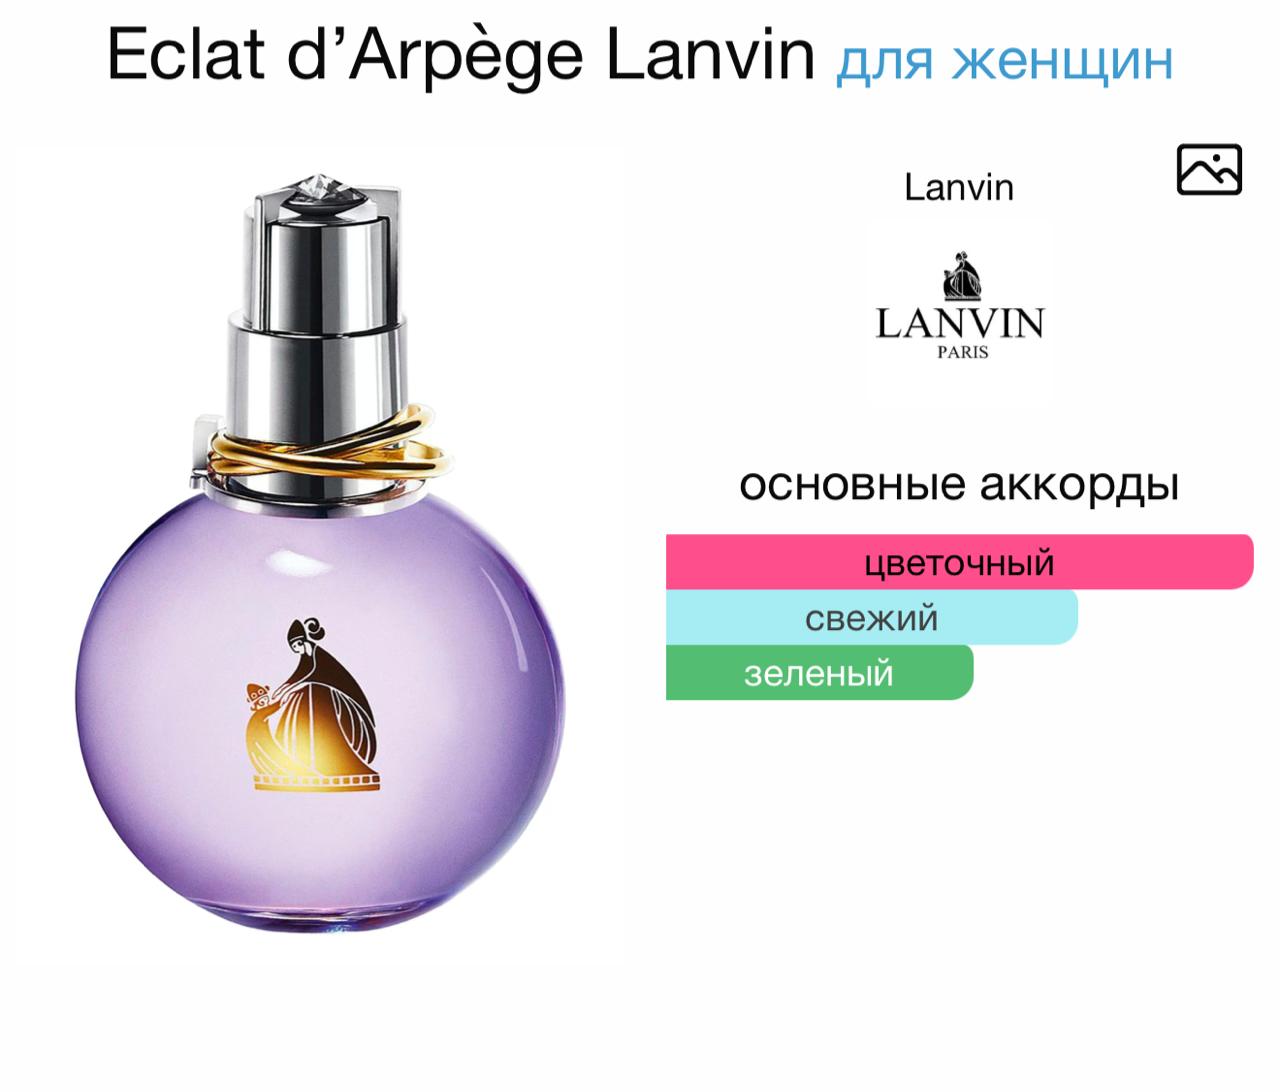 Eclat d’Arpège Lanvin для женщин
Lanvin
LANVIN
PARIS
основные аккорды
цветочный
свежий
зеленый